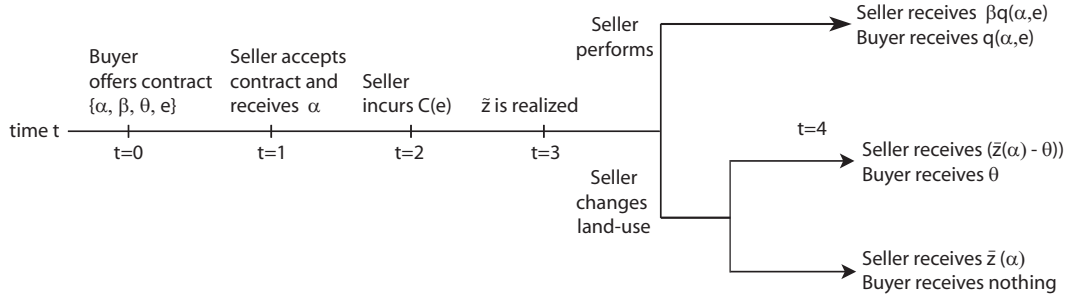 Buyer
offers contract
{α, β, θ, e}
Seller accepts
contract and
receives α
Seller
incurs C(e)
z̃ is realized
time t
t=0
t=1
t=2
t=3
Seller
performs
Seller receives βq(α,e)
Buyer receives q(α,e)
Seller
changes
land-use
t=4
Seller receives (z̄(α) - θ))
Buyer receives θ
Seller receives z̄ (α)
Buyer receives nothing